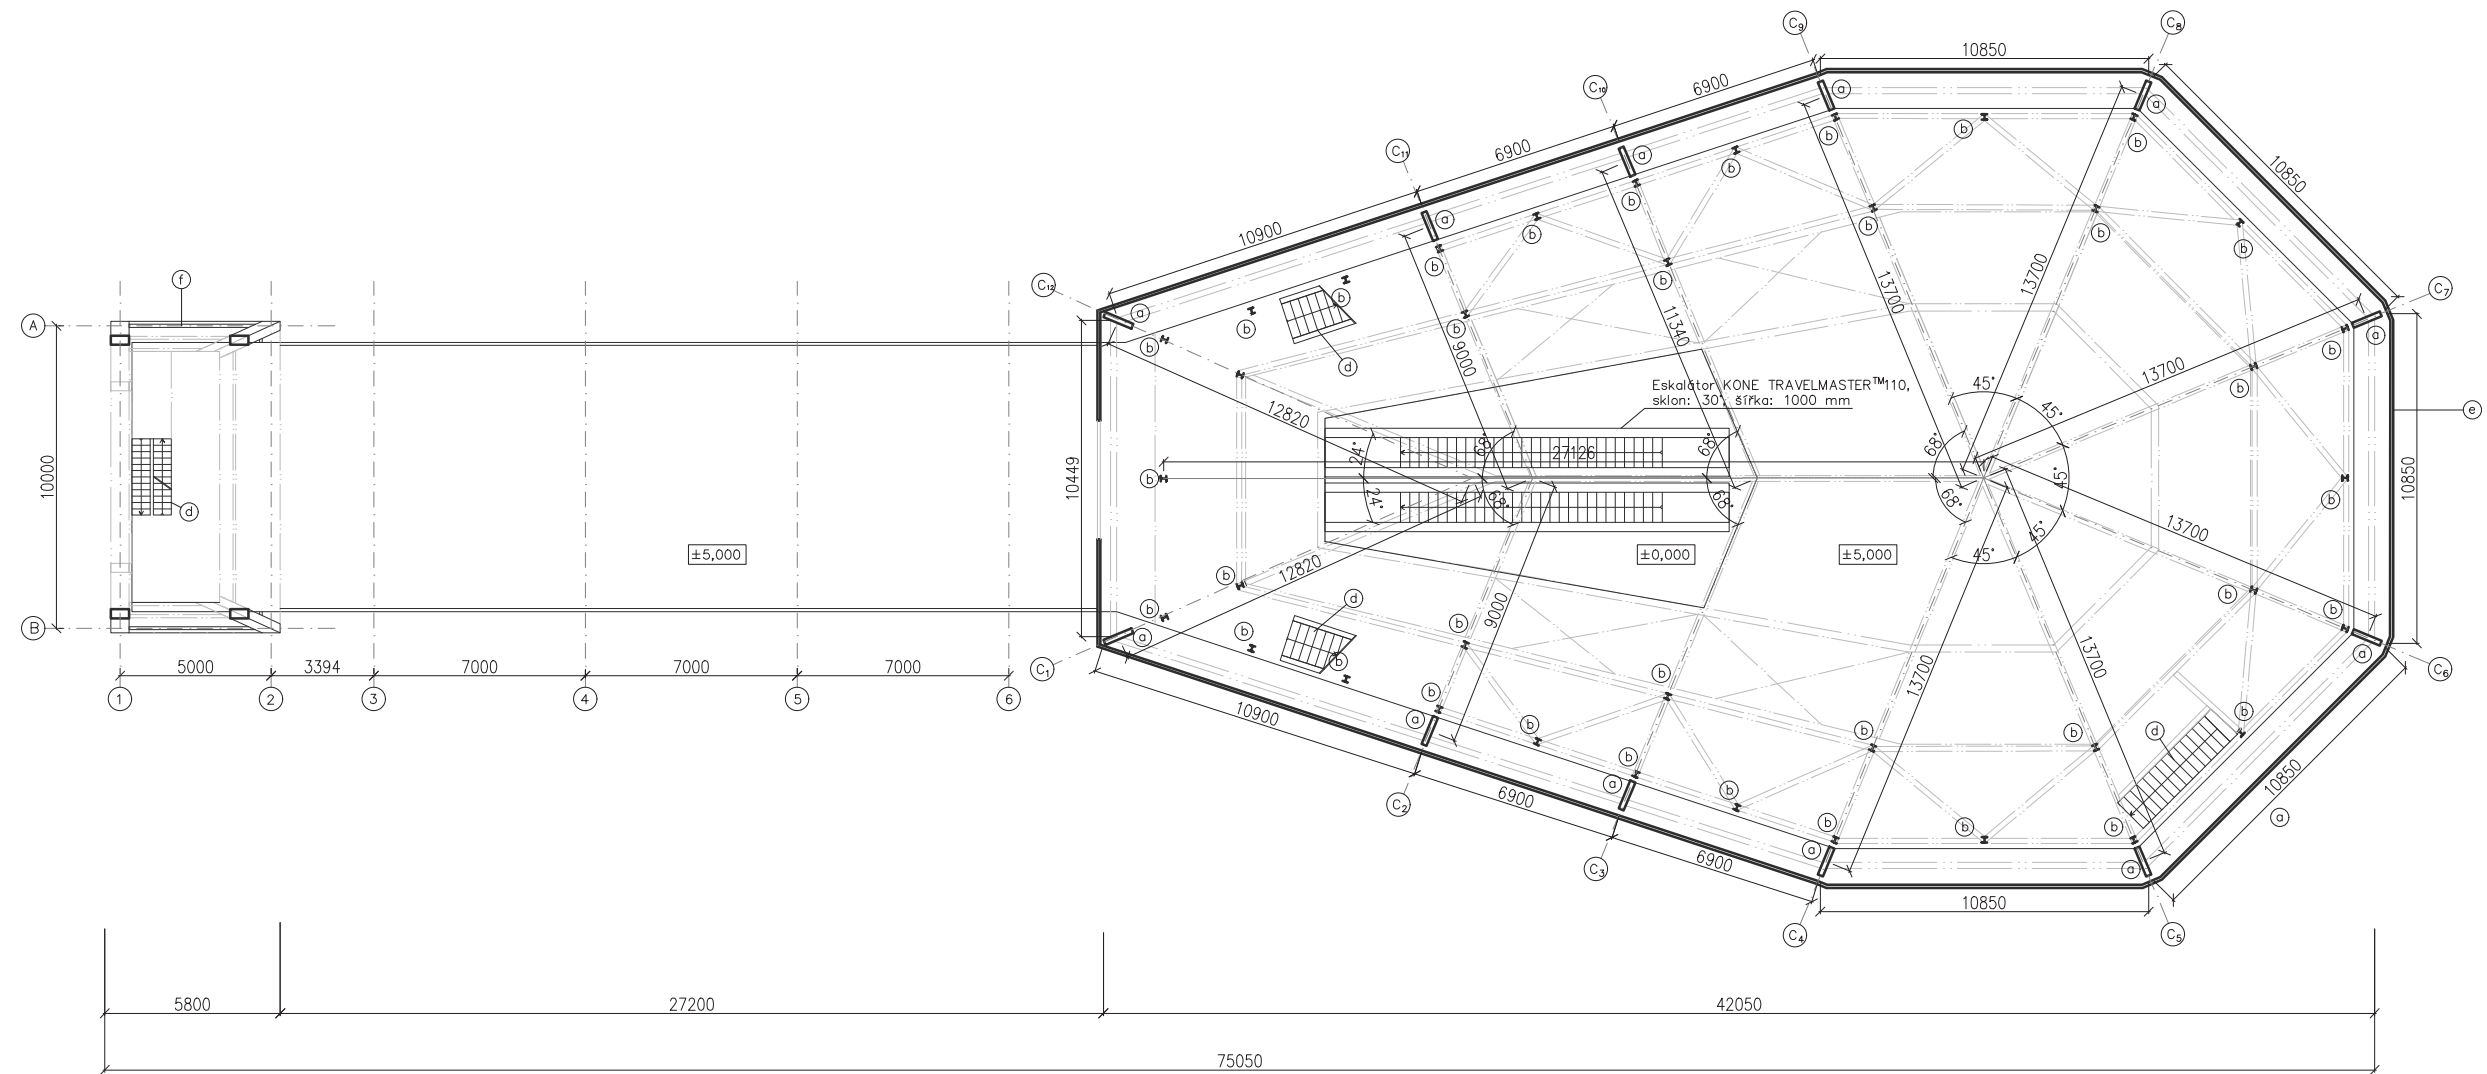 C₉
C₈
10850
6900
C₁₀
a
a
b
b
b
b
6900
C₁₁
a
b
b
10850
10900
a
b
b
b
b
b
b
C₁₂
f
A
a
b
b
b
d
b
b
C₇
a
b
b
13700
13700
11340
9000
13700
Eskalátor KONE TRAVELMASTER™110,
sklon: 30°, šířka: 1000 mm
45°
45°
e
12820
24°
68°
68°
68°
10000
10449
b
27126
45°
b
10850
d
24°
68°
68°
68°
45°
13700
±5,000
±0,000
±5,000
45°
12820
b
b
b
B
b
b
d
9000
b
a
b
b
b
a
C₁
13700
13700
C₆
5000
3394
7000
7000
7000
1
2
3
4
5
6
b
b
b
10900
a
b
b
b
b
d
10850
C₂
6900
a
b
b
b
b
a
C₃
6900
a
a
10850
C₄
C₅
5800
27200
42050
75050